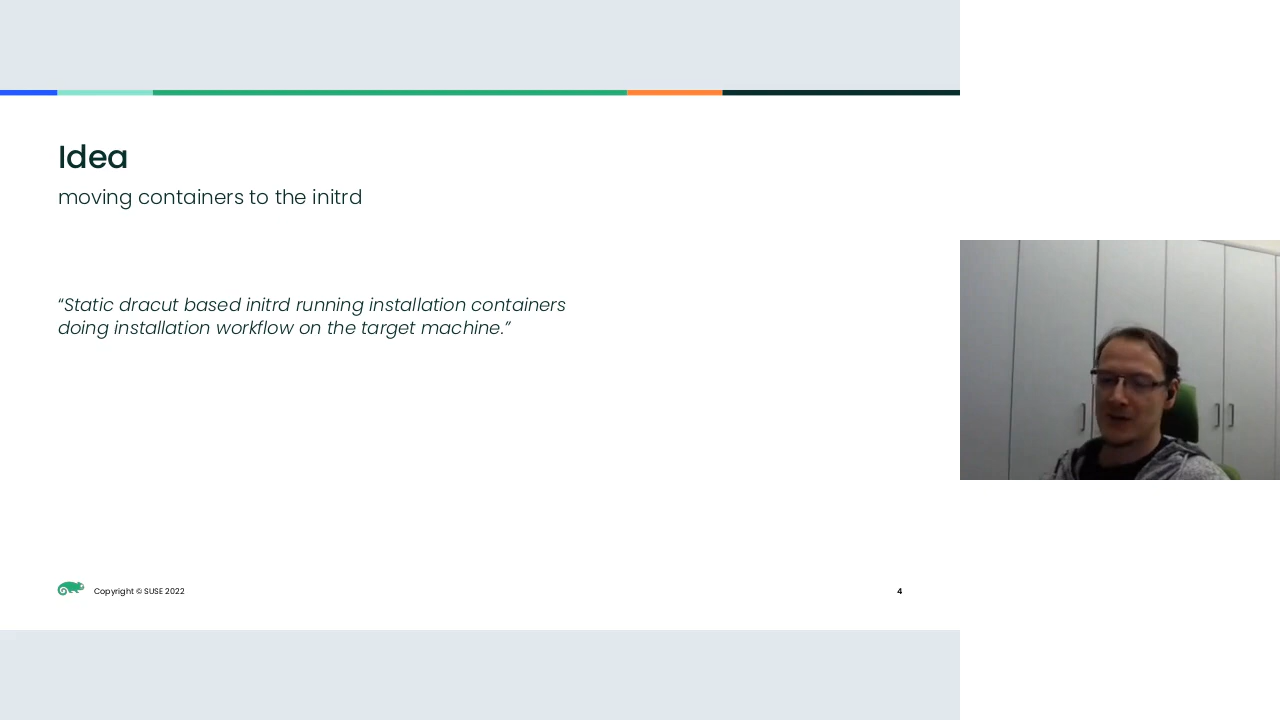 Idea
moving containers to the initrd
“Static dracut based initrd running installation containers
doing installation workflow on the target machine.”
Copyright © SUSE 2022
4